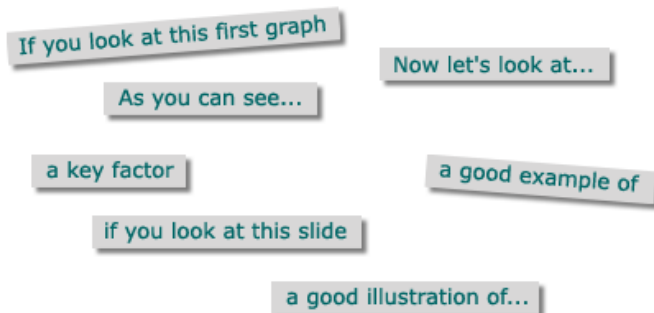 If you look at this first graph
Now let's look at...
As you can see...
a key factor
a good example of
if you look at this slide
a good illustration of...